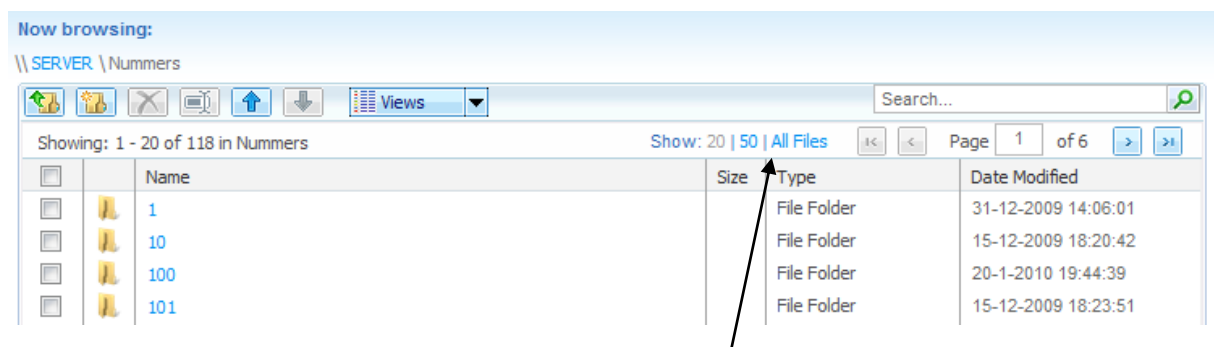 Now browsing:
\\ SERVER \Nummers
Views Search...
Showing: 1 - 20 of 118 in Nummers Show: 20 | 50 | All Files Page 1 of 6
Name Size Type Date Modified
1 File Folder 31-12-2009 14:06:01
10 File Folder 15-12-2009 18:20:42
100 File Folder 20-1-2010 19:44:39
101 File Folder 15-12-2009 18:23:51